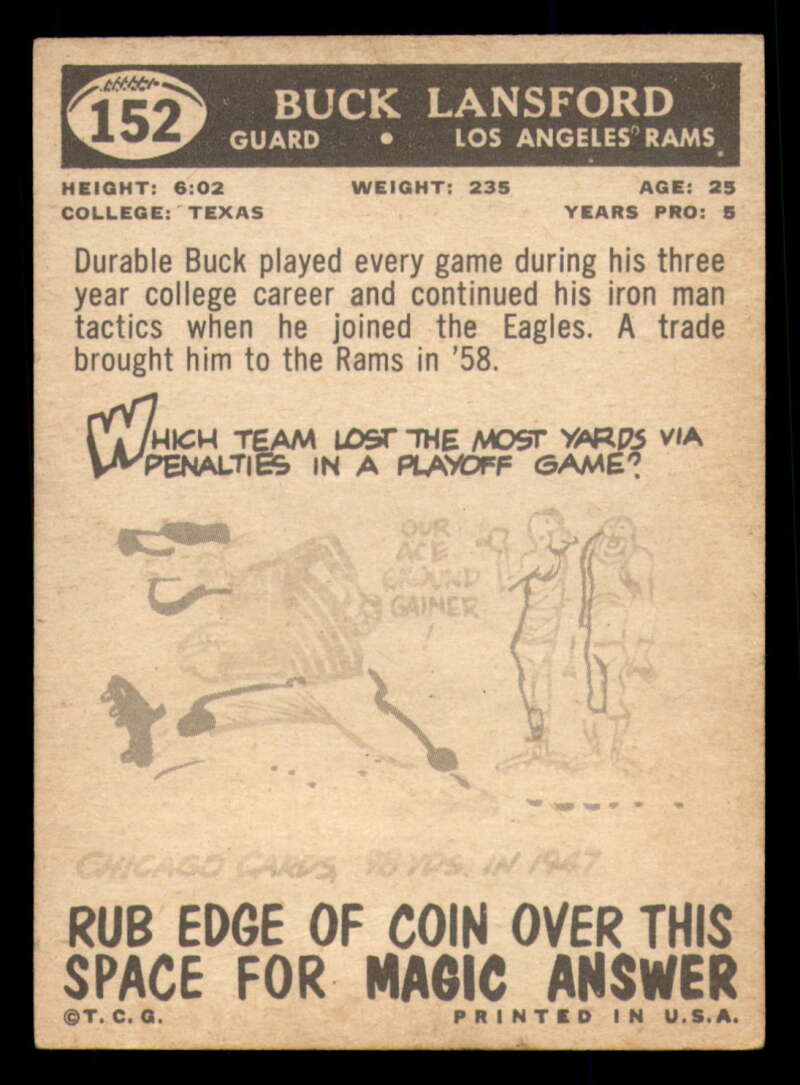 152
BUCK LANSFORD
GUARD • LOS ANGELES RAMS
HEIGHT: 6:02 WEIGHT: 235 AGE: 25
COLLEGE: TEXAS YEARS PRO: 5
Durable Buck played every game during his three
year college career and continued his iron man
tactics when he joined the Eagles. A trade
brought him to the Rams in '58.
WHICH TEAM LOST THE MOST YARDS VIA
PENALTIES IN A PLAYOFF GAME?
OUR
ACE
GROUND
GAINER
CHICAGO CARDS, 98 YDS. IN 1947
RUB EDGE OF COIN OVER THIS
SPACE FOR MAGIC ANSWER
©T.C.G. PRINTED IN U.S.A.